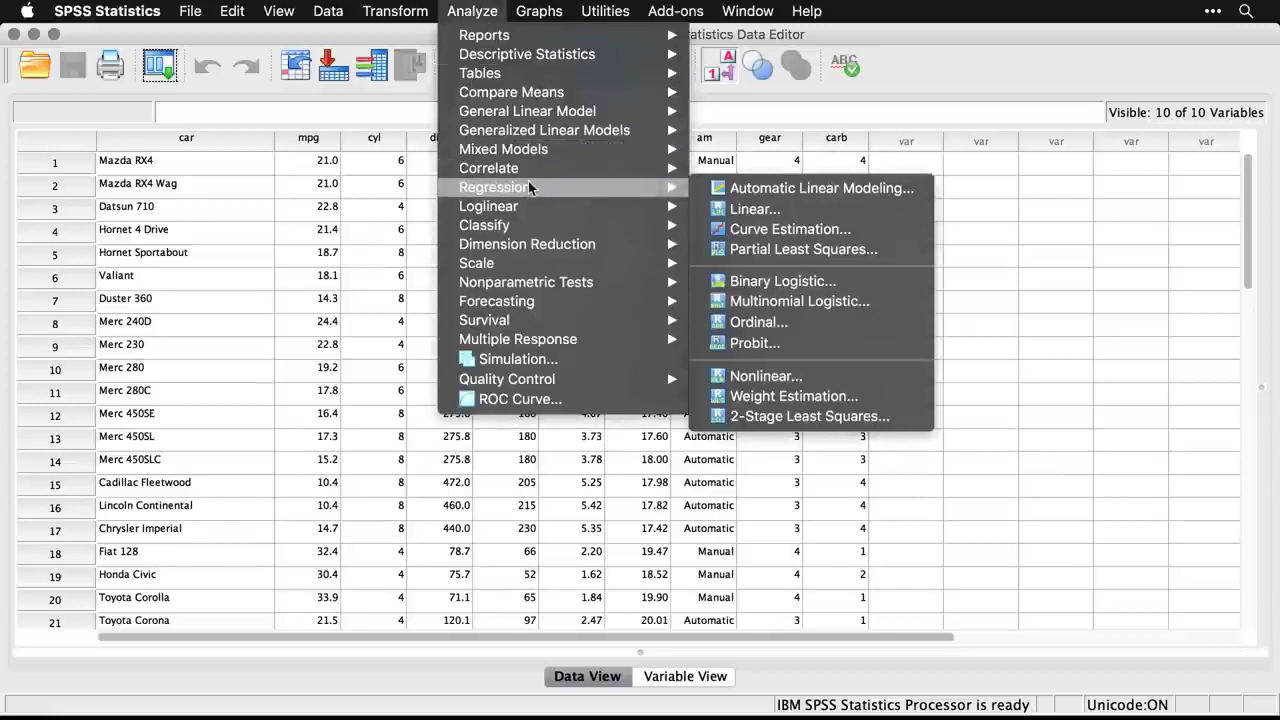 SPSS Statistics File Edit View Data Transform Analyze Graphs Utilities Add-ons Window Help •••
tatistics Data Editor
Visible: 10 of 10 Variables
Reports
Descriptive Statistics
Tables
Compare Means
General Linear Model
Generalized Linear Models
Mixed Models
Correlate
Regression
Loglinear
Classify
Dimension Reduction
Scale
Nonparametric Tests
Forecasting
Survival
Multiple Response
Simulation...
Quality Control
ROC Curve...
Automatic Linear Modeling...
Linear...
Curve Estimation...
Partial Least Squares...
Binary Logistic...
Multinomial Logistic...
Ordinal...
Probit...
Nonlinear...
Weight Estimation...
2-Stage Least Squares...
A
1
ABC
car mpg cyl di am gear carb var var var var var
1 Mazda RX4 21.0 6 Manual 4 4
2 Mazda RX4 Wag 21.0 6
3 Datsun 710 22.8 4
4 Hornet 4 Drive 21.4 6
5 Hornet Sportabout 18.7 8
6 Valiant 18.1 6
7 Duster 360 14.3 8
8 Merc 240D 24.4 4
9 Merc 230 22.8 4
10 Merc 280 19.2 6
11 Merc 280C 17.8 6
12 Merc 450SE 16.4 8 275.8 180 4.07 17.40 Automatic 3 3
13 Merc 450SL 17.3 8 275.8 180 3.73 17.60 Automatic 3 3
14 Merc 450SLC 15.2 8 275.8 180 3.78 18.00 Automatic 3 3
15 Cadillac Fleetwood 10.4 8 472.0 205 5.25 17.98 Automatic 3 4
16 Lincoln Continental 10.4 8 460.0 215 5.42 17.82 Automatic 3 4
17 Chrysler Imperial 14.7 8 440.0 230 5.35 17.42 Automatic 3 4
18 Fiat 128 32.4 4 78.7 66 2.20 19.47 Manual 4 1
19 Honda Civic 30.4 4 75.7 52 1.62 18.52 Manual 4 2
20 Toyota Corolla 33.9 4 71.1 65 1.84 19.90 Manual 4 1
21 Toyota Corona 21.5 4 120.1 97 2.47 20.01 Automatic 3 1
Data View Variable View
IBM SPSS Statistics Processor is ready Unicode:ON